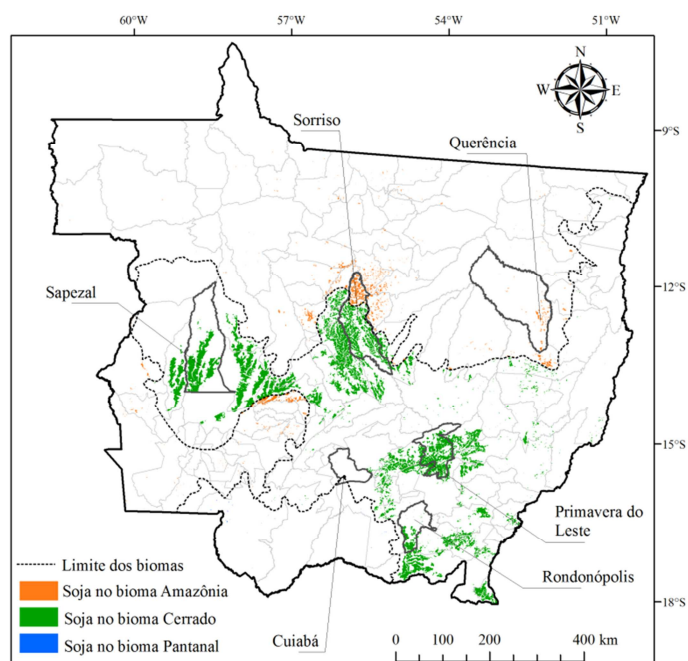 60°W 57°W 54°W 51°W
N
W E
S
Sorriso
Querência
9°S
12°S
Sapezal
15°S
Primavera do
Leste
Rondonópolis
Limite dos biomas
Soja no bioma Amazônia
Soja no bioma Cerrado
Soja no bioma Pantanal
18°S
Cuiabá
0 100 200 400 km